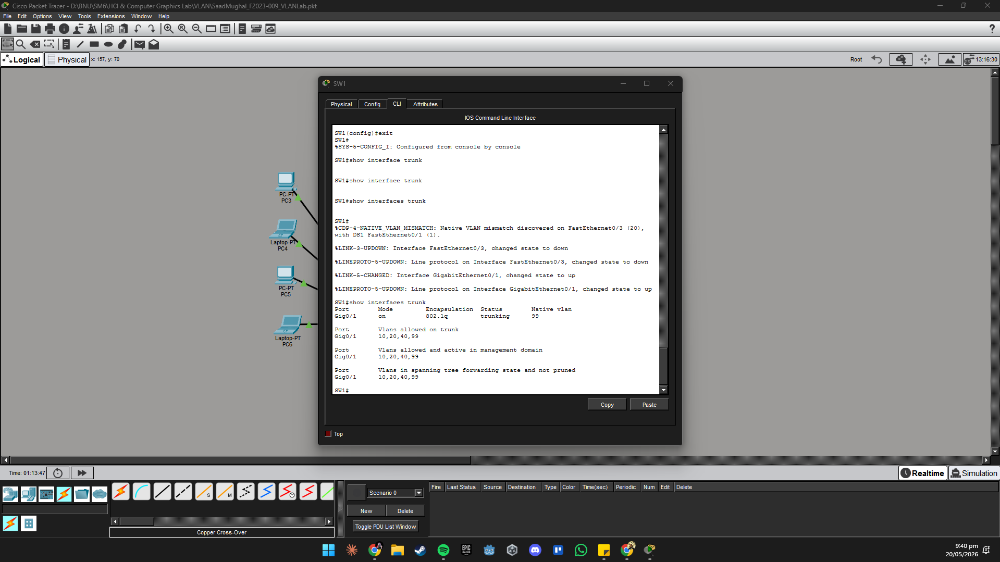 Cisco Packet Tracer - D:\BNU\SM6\HCI & Computer Graphics Lab\VLAN\SaadMughal_F2023-009_VLANLab.pkt
File Edit Options View Tools Extensions Window Help
Logical Physical x: 157, y: 70
Root 13:16:30
SW1
Physical Config CLI Attributes
IOS Command Line Interface
SW1(config)#exit
SW1#
%SYS-5-CONFIG_I: Configured from console by console
SW1#show interface trunk
SW1#show interface trunk
SW1#show interfaces trunk
SW1#
%CDP-4-NATIVE_VLAN_MISMATCH: Native VLAN mismatch discovered on FastEthernet0/3 (20),
with DS1 FastEthernet0/1 (1).
%LINK-3-UPDOWN: Interface FastEthernet0/3, changed state to down
%LINEPROTO-5-UPDOWN: Line protocol on Interface FastEthernet0/3, changed state to down
%LINK-5-CHANGED: Interface GigabitEthernet0/1, changed state to up
%LINEPROTO-5-UPDOWN: Line protocol on Interface GigabitEthernet0/1, changed state to up
SW1#show interfaces trunk
Port Mode Encapsulation Status Native vlan
Gig0/1 on 802.1q trunking 99
Port Vlans allowed on trunk
Gig0/1 10,20,40,99
Port Vlans allowed and active in management domain
Gig0/1 10,20,40,99
Port Vlans in spanning tree forwarding state and not pruned
Gig0/1 10,20,40,99
SW1#
Copy Paste
Top
PC-PT
PC3
Laptop-PT
PC4
PC-PT
PC5
Laptop-PT
PC6
Time: 01:13:47
Realtime Simulation
S M
Copper Cross-Over
Scenario 0
New Delete
Toggle PDU List Window
Fire Last Status Source Destination Type Color Time(sec) Periodic Num Edit Delete
EPIC
GAMES
9:40 pm
20/05/2026